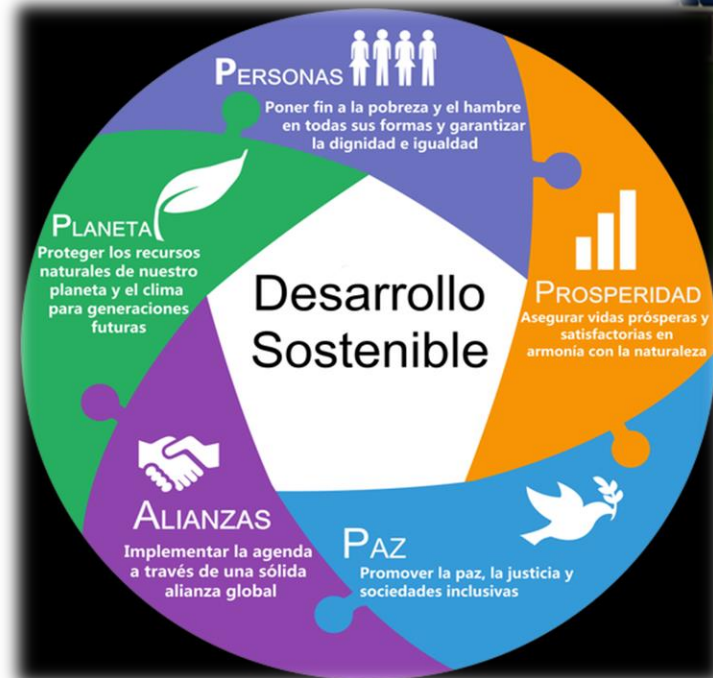 PERSONAS
Poner fin a la pobreza y el hambre
en todas sus formas y garantizar
la dignidad e igualdad
PROSPERIDAD
Asegurar vidas prósperas y
satisfactorias en
armonía con la naturaleza
PAZ
Promover la paz, la justicia y
sociedades inclusivas
ALIANZAS
Implementar la agenda
a través de una sólida
alianza global
PLANETA
Proteger los recursos
naturales de nuestro
planeta y el clima
para generaciones
futuras
Desarrollo
Sostenible